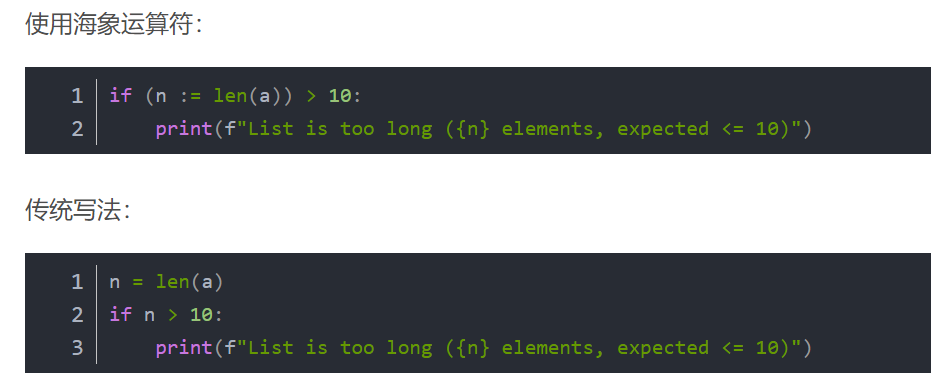 使用海象运算符：
1 if (n := len(a)) > 10:
2     print(f"List is too long ({n} elements, expected <= 10)")
传统写法：
1 n = len(a)
2 if n > 10:
3     print(f"List is too long ({n} elements, expected <= 10)")